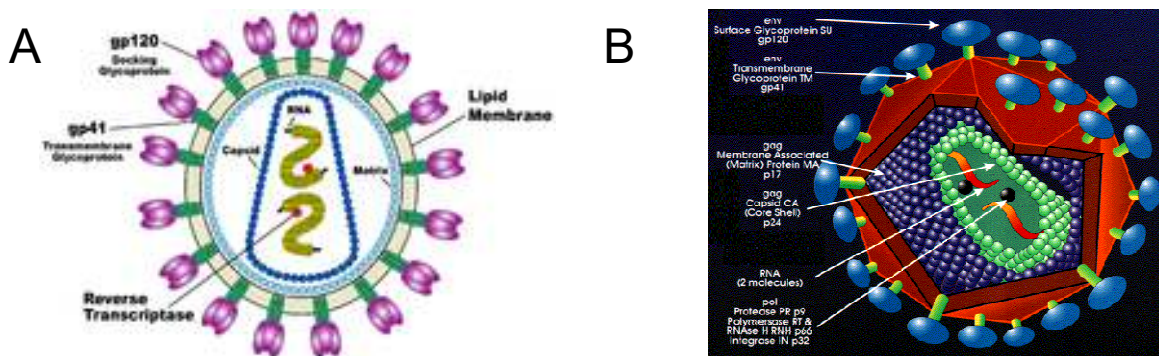 A
gp120
Docking
Glycoprotein
gp41
Transmembrane
Glycoprotein
RNA
Capsid
Matrix
Lipid
Membrane
Reverse
Transcriptase
B
env
Surface Glycoprotein SU
gp120
env
Transmembrane
Glycoprotein TM
gp41
gag
Membrane Associated
(Matrix) Protein MA
p17
gag
Capsid CA
(Core Shell)
p24
RNA
(2 molecules)
pol
Protease PR p9
Polymersase RT &
RNAse H RNH p66
Integrase IN p32